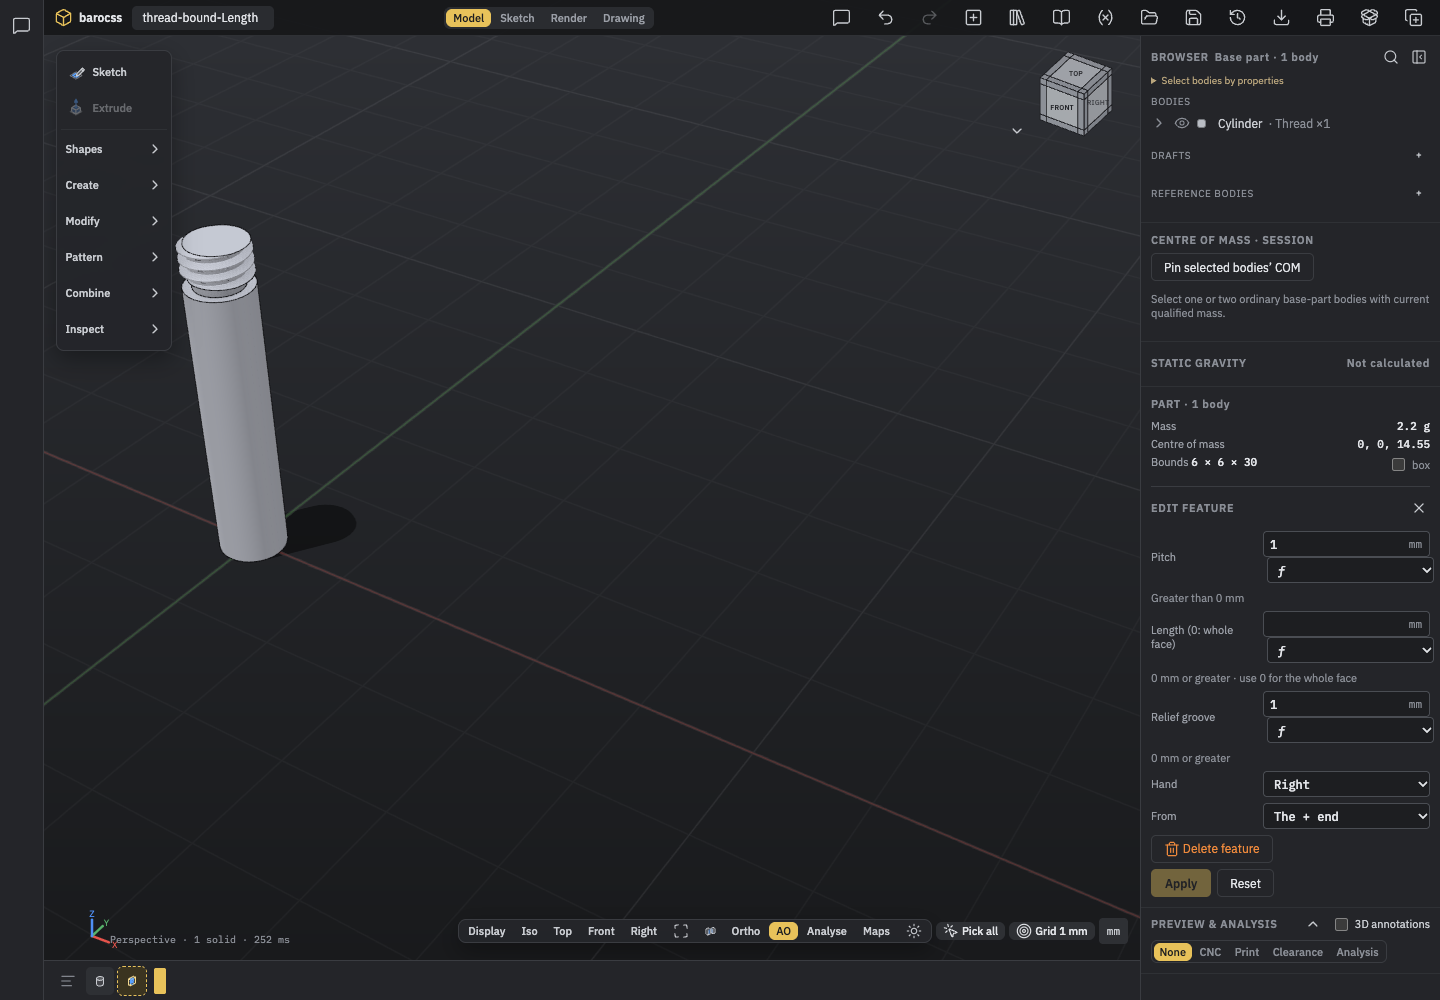 barocss
thread-bound-Length
Model
Sketch
Render
Drawing
Sketch
Extrude
Shapes
Create
Modify
Pattern
Combine
Inspect
TOP
FRONT
RIGHT
BROWSER Base part · 1 body
Select bodies by properties
BODIES
Cylinder · Thread ×1
DRAFTS +
REFERENCE BODIES +
CENTRE OF MASS · SESSION
Pin selected bodies’ COM
Select one or two ordinary base-part bodies with current
qualified mass.
STATIC GRAVITY Not calculated
PART · 1 body
Mass 2.2 g
Centre of mass 0, 0, 14.55
Bounds 6 × 6 × 30 box
EDIT FEATURE
Pitch 1 mm
ƒ
Greater than 0 mm
Length (0: whole
face) mm
ƒ
0 mm or greater · use 0 for the whole face
Relief groove 1 mm
ƒ
0 mm or greater
Hand Right
From The + end
Delete feature
Apply Reset
PREVIEW & ANALYSIS 3D annotations
None CNC Print Clearance Analysis
Z
Y
X
Perspective · 1 solid · 252 ms
Display Iso Top Front Right Ortho AO Analyse Maps Pick all Grid 1 mm mm